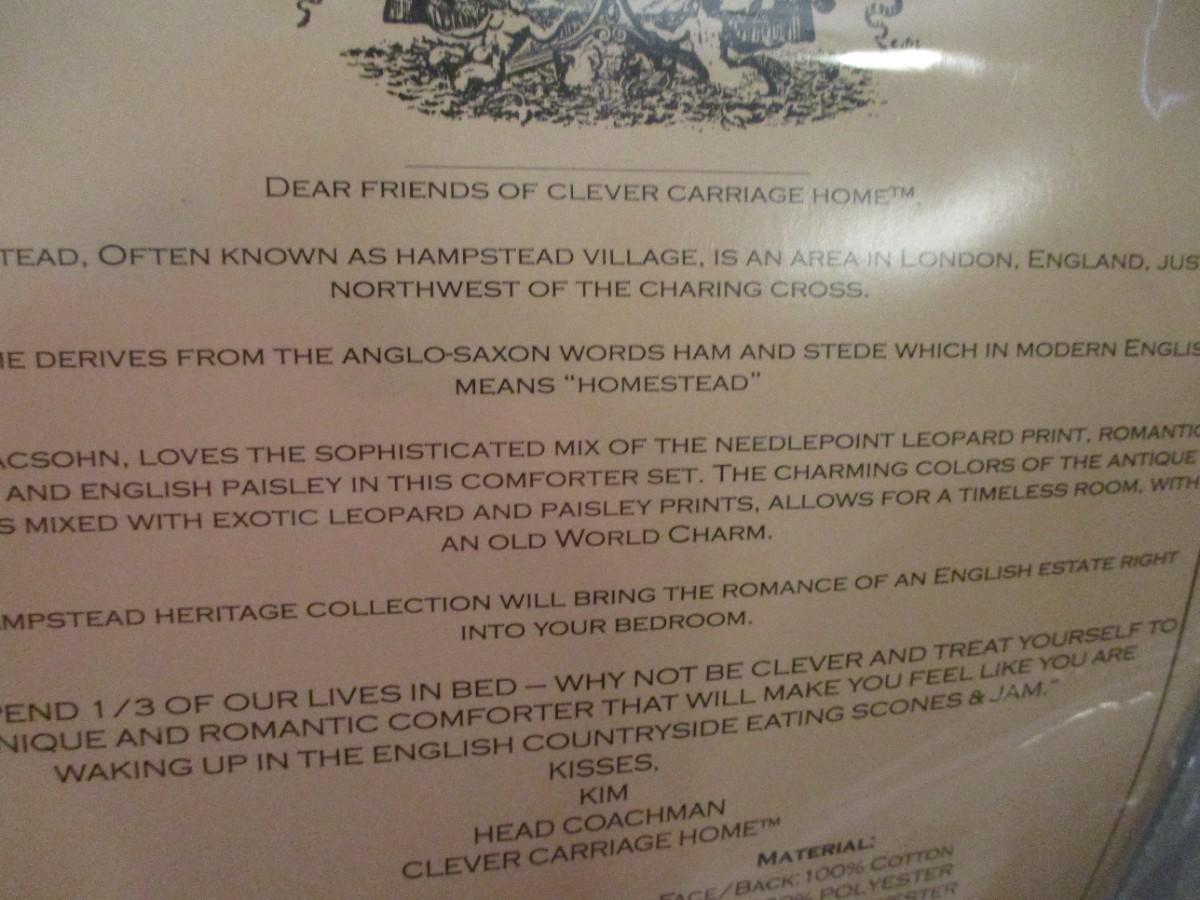 DEAR FRIENDS OF CLEVER CARRIAGE HOME™,
TEAD, OFTEN KNOWN AS HAMPSTEAD VILLAGE, IS AN AREA IN LONDON, ENGLAND, JUST
NORTHWEST OF THE CHARING CROSS.
ME DERIVES FROM THE ANGLO-SAXON WORDS HAM AND STEDE WHICH IN MODERN ENGLIS
MEANS "HOMESTEAD"
ACSOHN, LOVES THE SOPHISTICATED MIX OF THE NEEDLEPOINT LEOPARD PRINT, ROMANTIC
AND ENGLISH PAISLEY IN THIS COMFORTER SET. THE CHARMING COLORS OF THE ANTIQUE
S MIXED WITH EXOTIC LEOPARD AND PAISLEY PRINTS, ALLOWS FOR A TIMELESS ROOM, WITH
AN OLD WORLD CHARM.
AMPSTEAD HERITAGE COLLECTION WILL BRING THE ROMANCE OF AN ENGLISH ESTATE RIGHT
INTO YOUR BEDROOM.
PEND 1/3 OF OUR LIVES IN BED — WHY NOT BE CLEVER AND TREAT YOURSELF TO
NIQUE AND ROMANTIC COMFORTER THAT WILL MAKE YOU FEEL LIKE YOU ARE
WAKING UP IN THE ENGLISH COUNTRYSIDE EATING SCONES & JAM."
KISSES,
KIM
HEAD COACHMAN
CLEVER CARRIAGE HOME™
MATERIAL:
FACE/BACK: 100% COTTON
POLYESTER